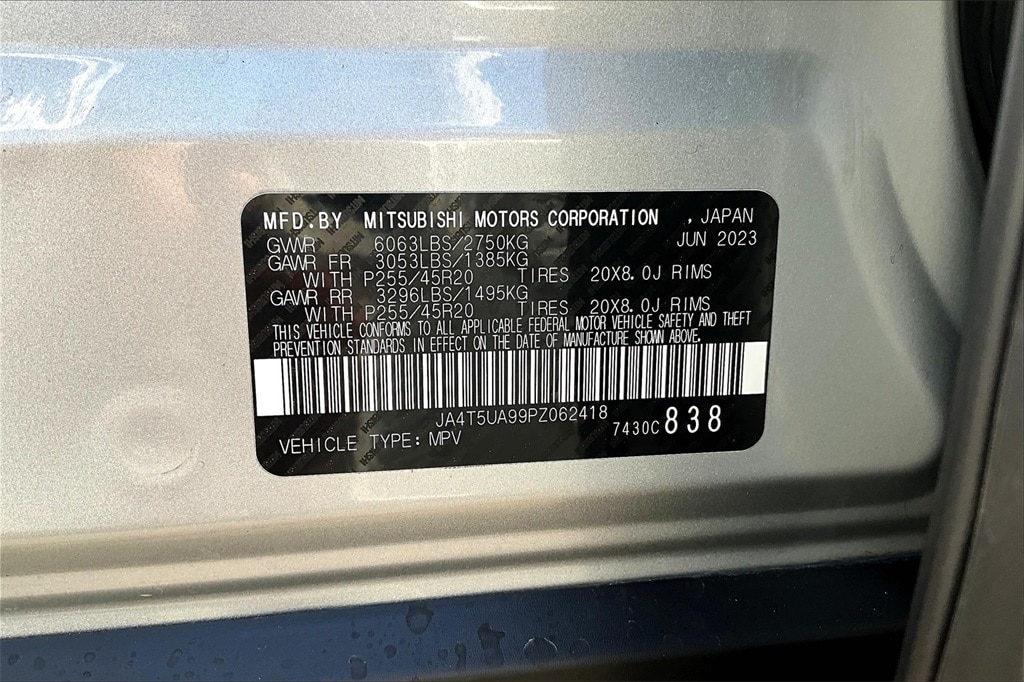 MFD.BY MITSUBISHI MOTORS CORPORATION , JAPAN
GVWR 6063LBS/2750KG JUN 2023
GAWR FR 3053LBS/1385KG
WITH P255/45R20 TIRES 20X8.0J RIMS
GAWR RR 3296LBS/1495KG
WITH P255/45R20 TIRES 20X8.0J RIMS
THIS VEHICLE CONFORMS TO ALL APPLICABLE FEDERAL MOTOR VEHICLE SAFETY AND THEFT
PREVENTION STANDARDS IN EFFECT ON THE DATE OF MANUFACTURE SHOWN ABOVE.
JA4T5UA99PZ062418
7430C 838
VEHICLE TYPE: MPV